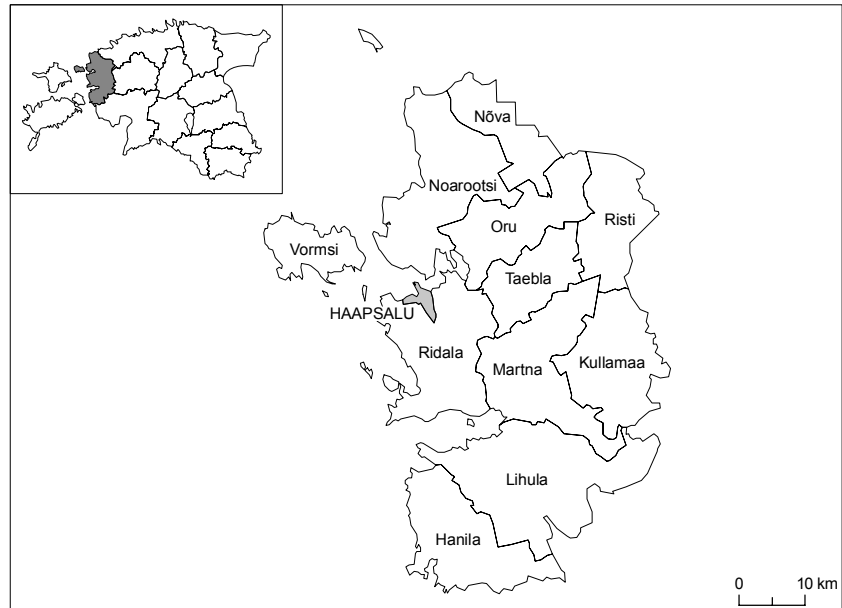 Nõva
Noarootsi
Oru
Risti
Vormsi
Taebla
HAAPSALU
Ridala
Martna
Kullamaa
Lihula
Hanila
0 10 km